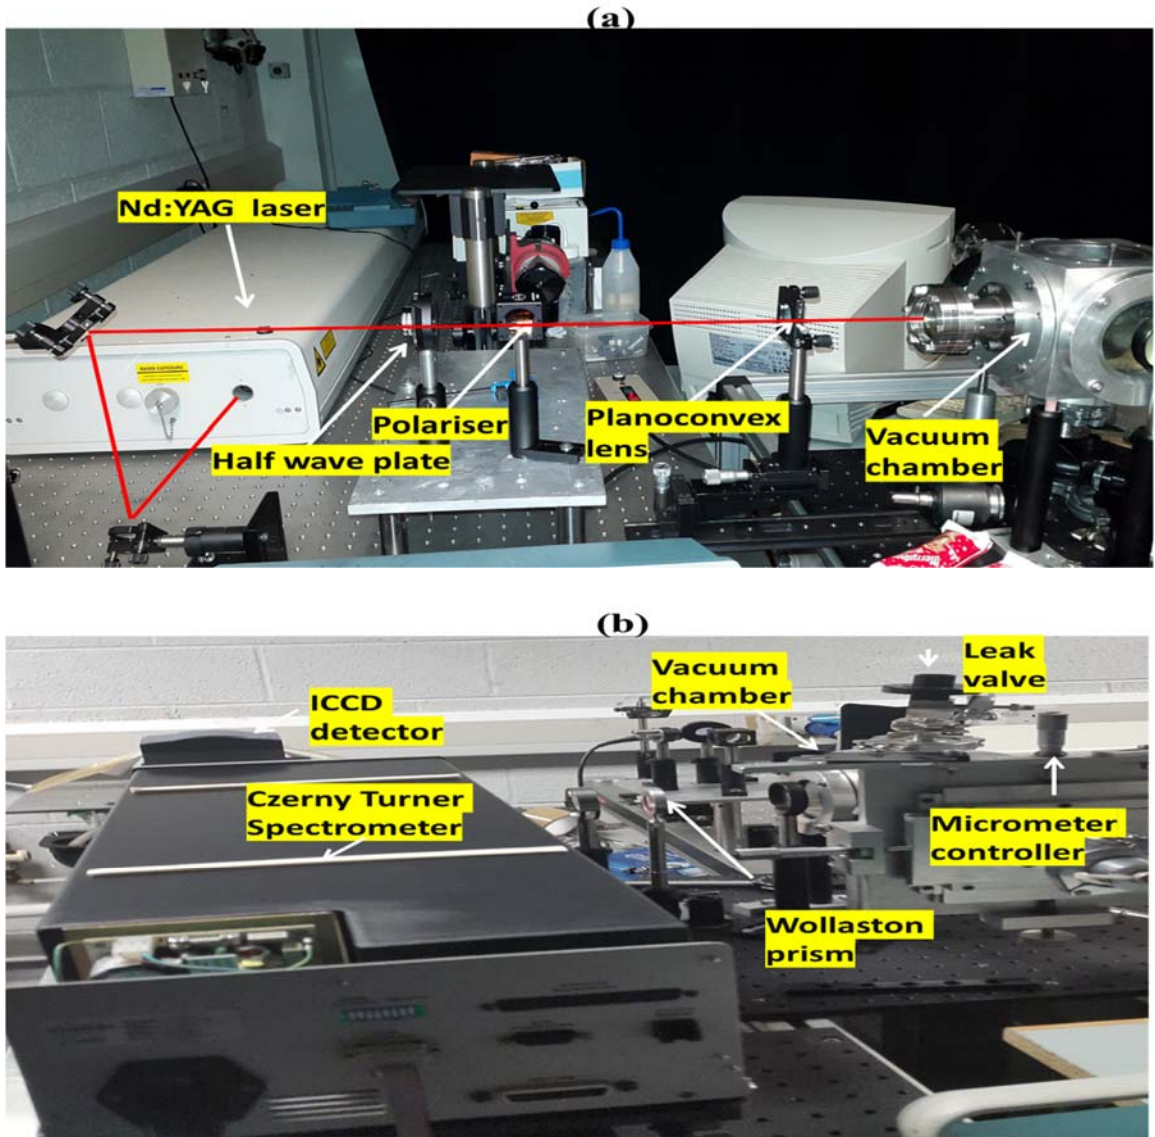 (a)
Nd:YAG laser
Polariser
Half wave plate
Planoconvex
lens
Vacuum
chamber
(b)
ICCD
detector
Vacuum
chamber
Leak
valve
Czerny Turner
Spectrometer
Micrometer
controller
Wollaston
prism